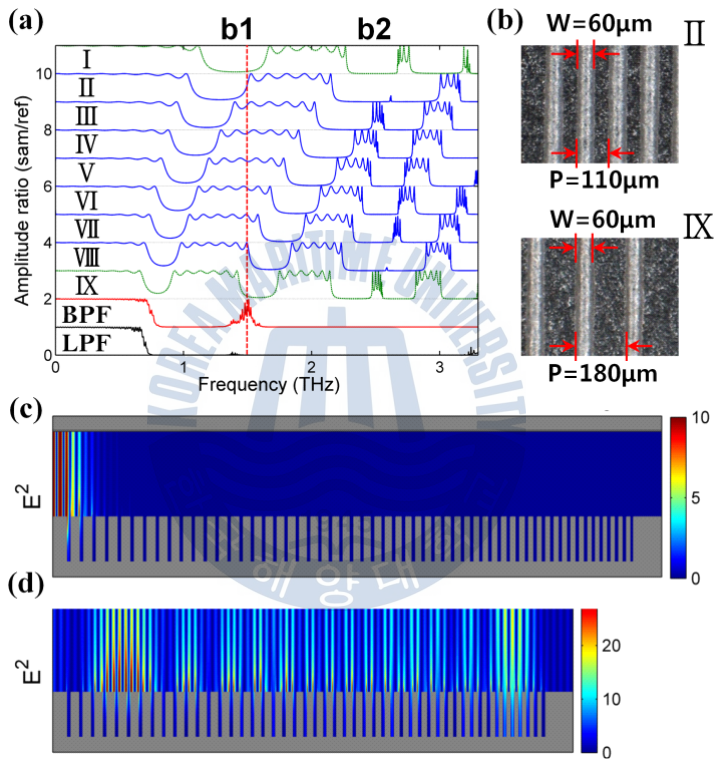 (a)
b1
b2
(b)
W=60μm
Ⅱ
P=110μm
W=60μm
Ⅸ
P=180μm
Amplitude ratio (sam/ref)
10
8
6
4
2
0
Ⅰ
Ⅱ
Ⅲ
Ⅳ
Ⅴ
Ⅵ
Ⅶ
Ⅷ
Ⅸ
BPF
LPF
0
1
2
3
Frequency (THz)
KOREA MARITIME UNIVERSITY
해양대
(c)
E²
10
5
0
(d)
E²
20
10
0